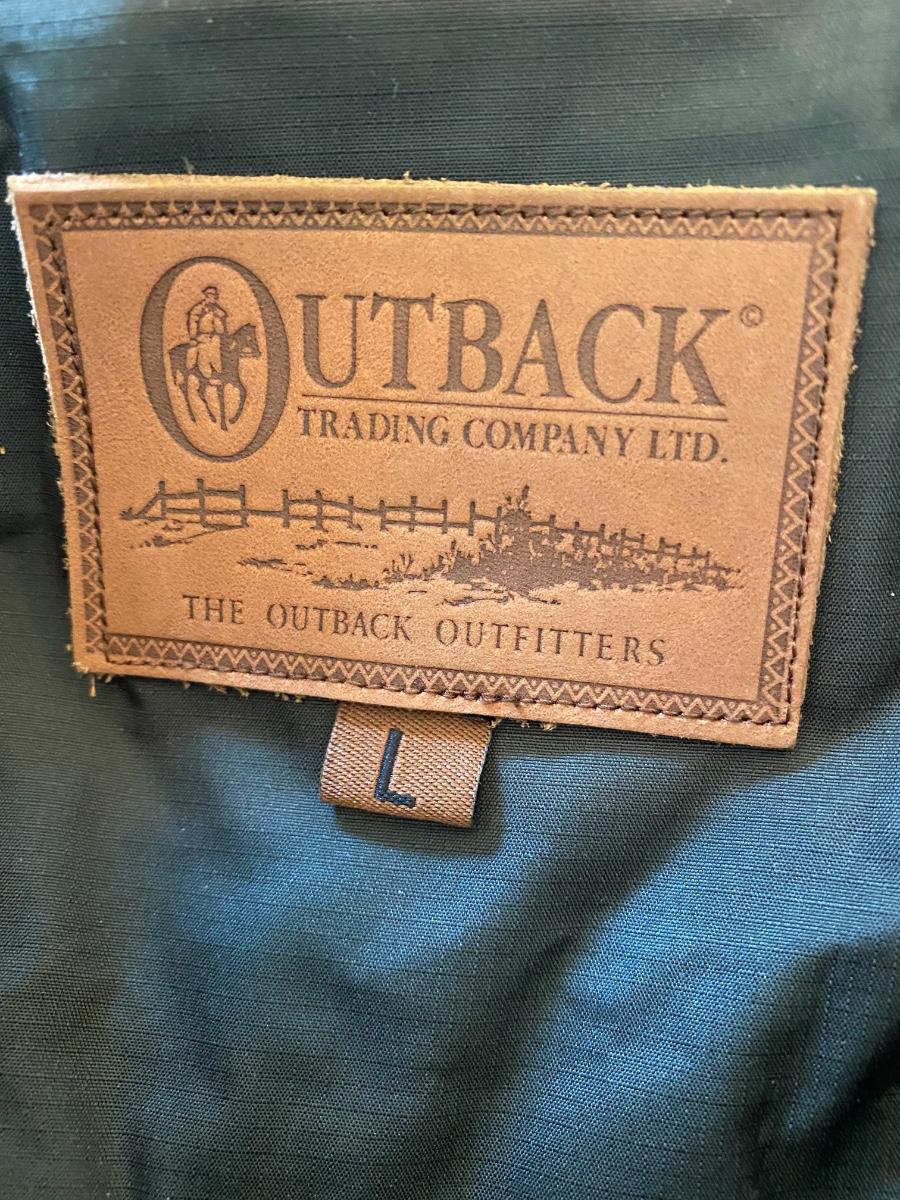 OUTBACK©
TRADING COMPANY LTD.
THE OUTBACK OUTFITTERS
L